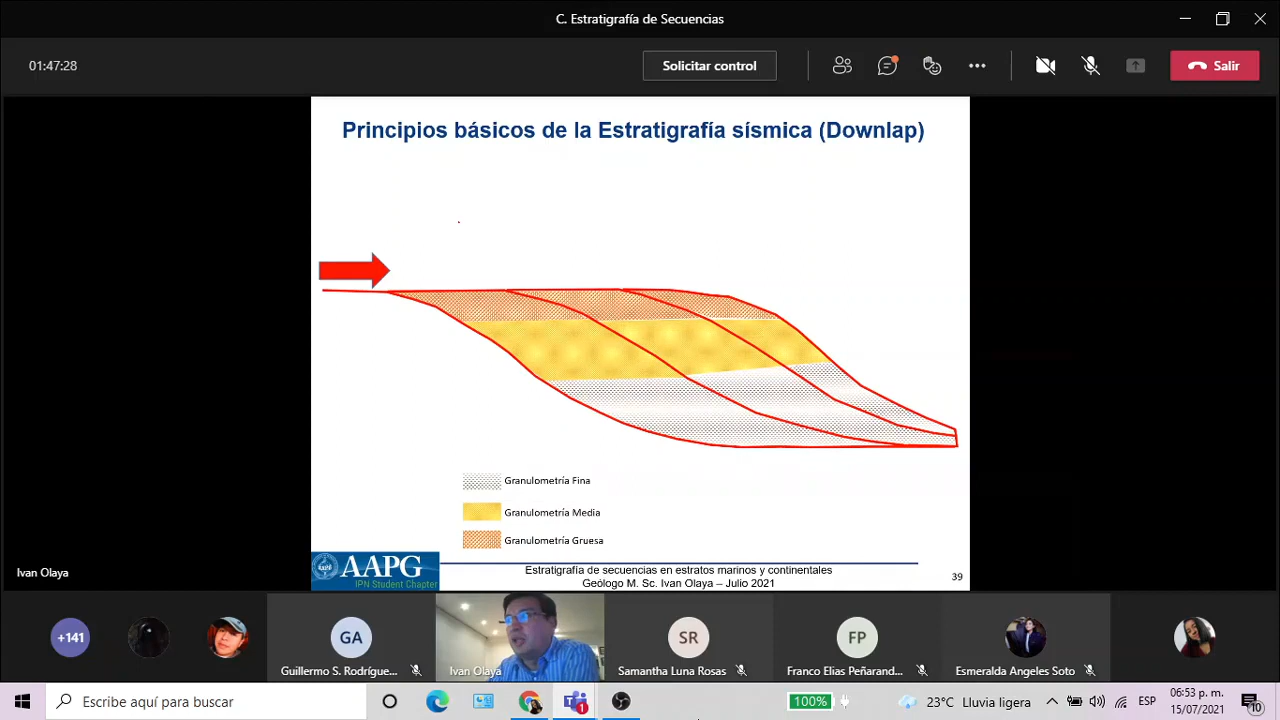 C. Estratigrafía de Secuencias
01:47:28
Solicitar control
Salir
Principios básicos de la Estratigrafía sísmica (Downlap)
Granulometría Fina
Granulometría Media
Granulometría Gruesa
AAPG
IPN Student Chapter
Estratigrafía de secuencias en estratos marinos y continentales
Geólogo M. Sc. Ivan Olaya – Julio 2021
39
Ivan Olaya
+141
GA
Guillermo S. Rodrígue...
Ivan Olaya
SR
Samantha Luna Rosas
FP
Franco Elias Peñarand...
Esmeralda Angeles Soto
Escribe aquí para buscar
1
100%
23°C Lluvia ligera
ESP
06:53 p. m.
15/07/2021
10